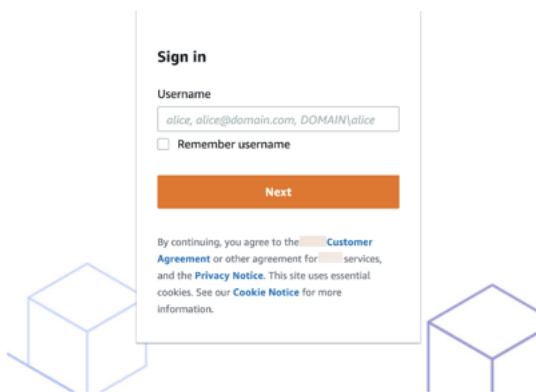 Sign in
Username
alice, alice@domain.com, DOMAIN\alice
Remember username
Next
By continuing, you agree to the Customer
Agreement or other agreement for services,
and the Privacy Notice. This site uses essential
cookies. See our Cookie Notice for more
information.